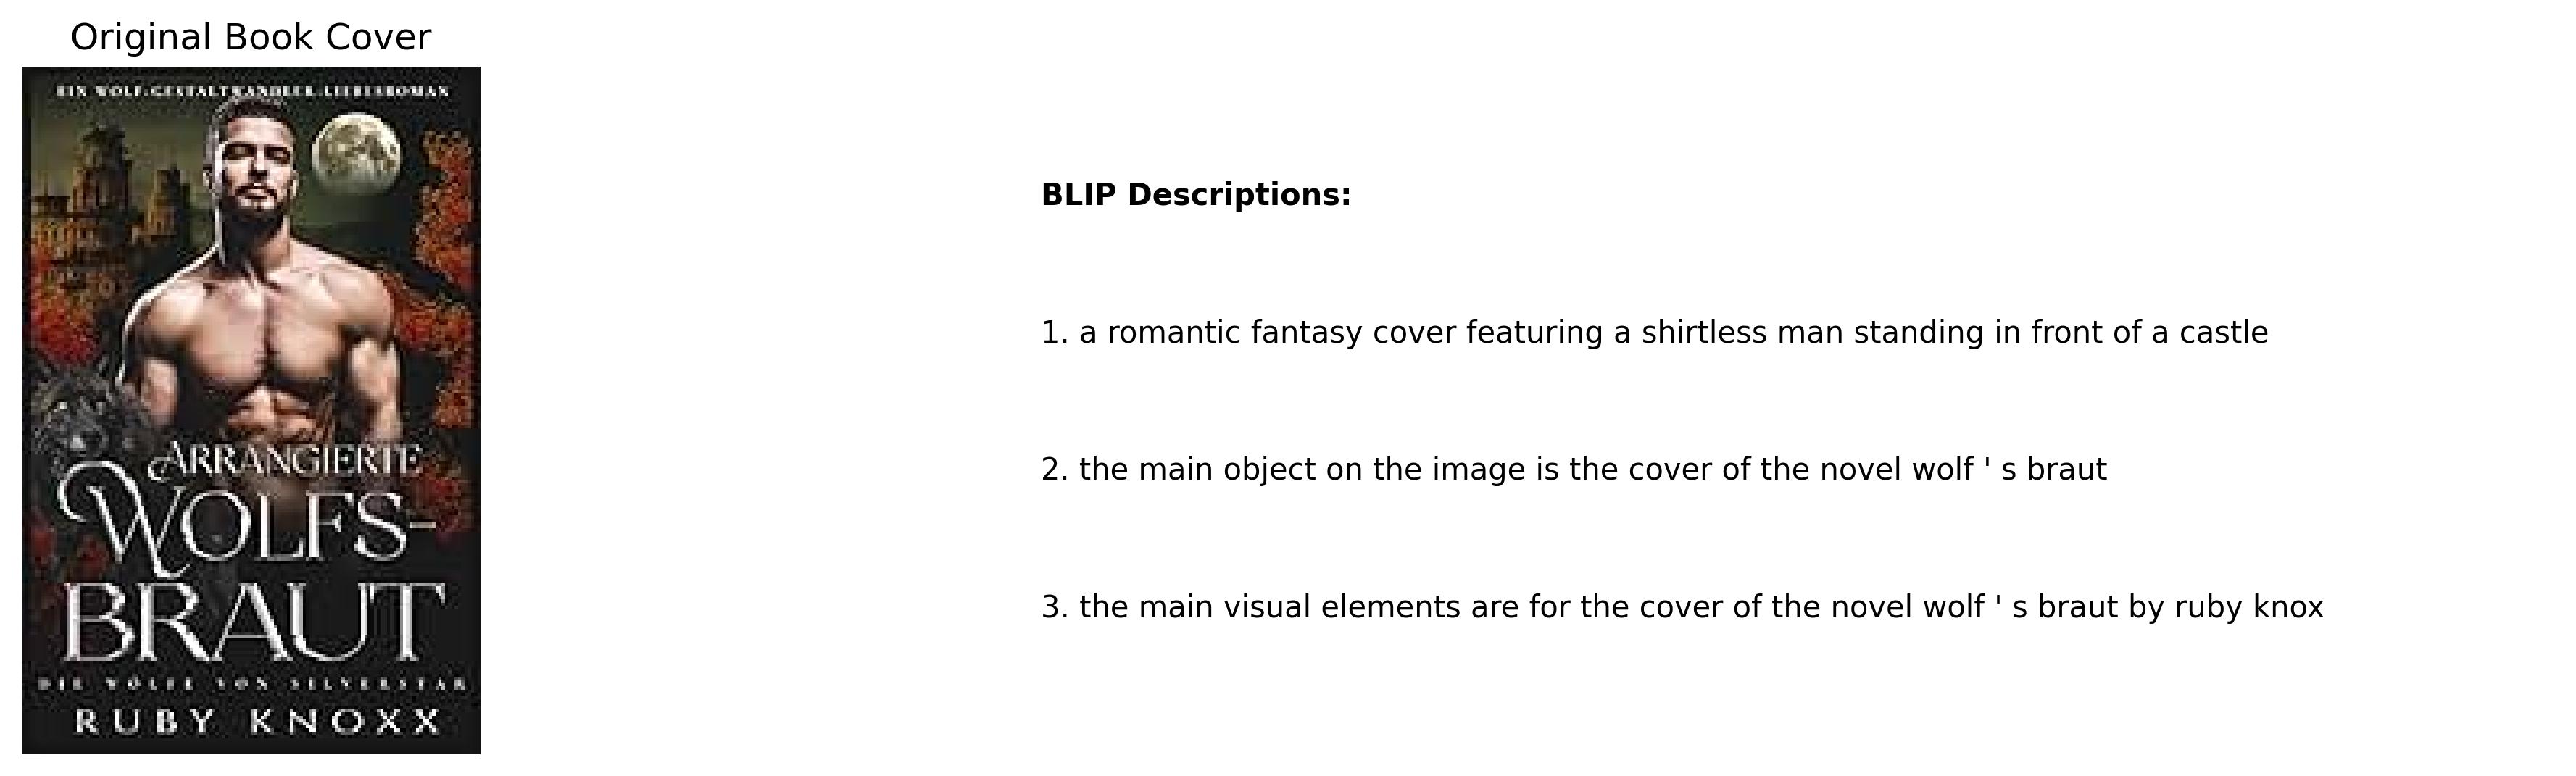 Original Book Cover
EIN WOLF-GESTALTWANDLER-LIEBESROMAN
ARRANGIERTE
WOLFS-
BRAUT
DIE WÖLFE VON SILVERSTAR
RUBY KNOXX
BLIP Descriptions:
1. a romantic fantasy cover featuring a shirtless man standing in front of a castle
2. the main object on the image is the cover of the novel wolf ' s braut
3. the main visual elements are for the cover of the novel wolf ' s braut by ruby knox